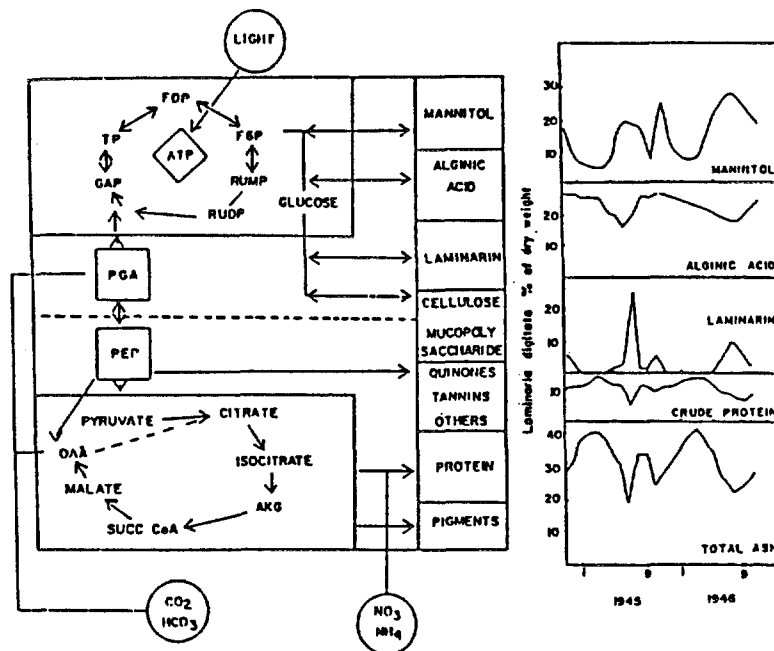 LIGHT
FDP
TP
ATP
F6P
GAP
RUMP
RUDP
GLUCOSE
PGA
PEP
PYRUVATE
CITRATE
OAA
ISOCITRATE
MALATE
AKG
SUCC CoA
CO2
HCO3
NO3
NH4
MANNITOL
ALGINIC
ACID
LAMINARIN
CELLULOSE
MUCOPOLY
SACCHARIDE
QUINONES
TANNINS
OTHERS
PROTEIN
PIGMENTS
Laminaria digitata % of dry weight
30
20
10
MANNITOL
20
10
ALGINIC ACID
20
10
LAMINARIN
10
CRUDE PROTEIN
40
30
20
10
TOTAL ASH
1 9 1 9
1945 1946